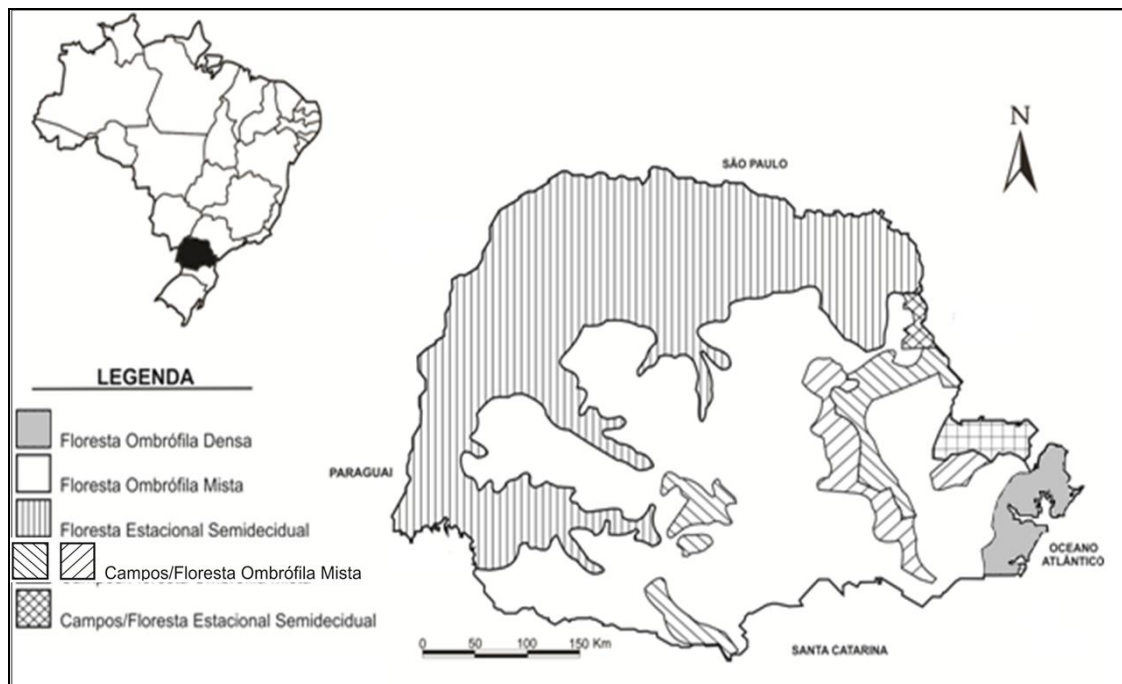 SÃO PAULO
N
LEGENDA
Floresta Ombrófila Densa
PARAGUAI
Floresta Ombrófila Mista
Floresta Estacional Semidecidual
OCEANO
ATLÂNTICO
Campos/Floresta Ombrófila Mista
Campos/Floresta Estacional Semidecidual
0 50 100 150 Km
SANTA CATARINA